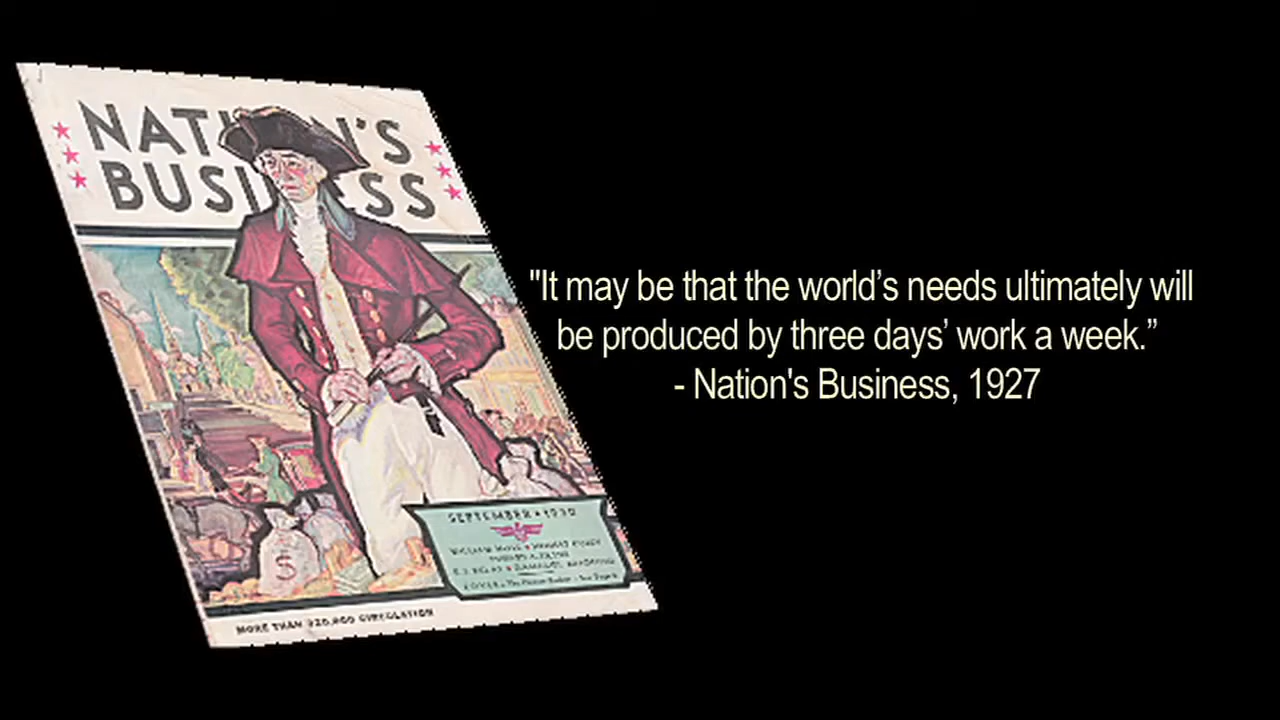 NATION'S
BUSINESS
"It may be that the world’s needs ultimately will
be produced by three days’ work a week.”
- Nation's Business, 1927
SEPTEMBER • 1930
MORE THAN 320,000 CIRCULATION